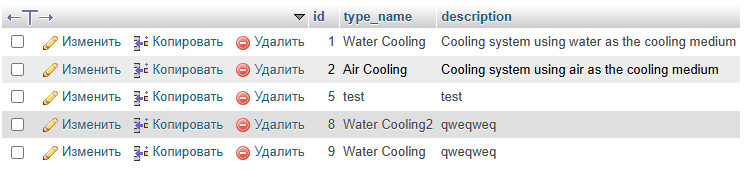 id type_name description
Изменить Копировать Удалить 1 Water Cooling Cooling system using water as the cooling medium
Изменить Копировать Удалить 2 Air Cooling Cooling system using air as the cooling medium
Изменить Копировать Удалить 5 test test
Изменить Копировать Удалить 8 Water Cooling2 qweqweq
Изменить Копировать Удалить 9 Water Cooling qweqweq